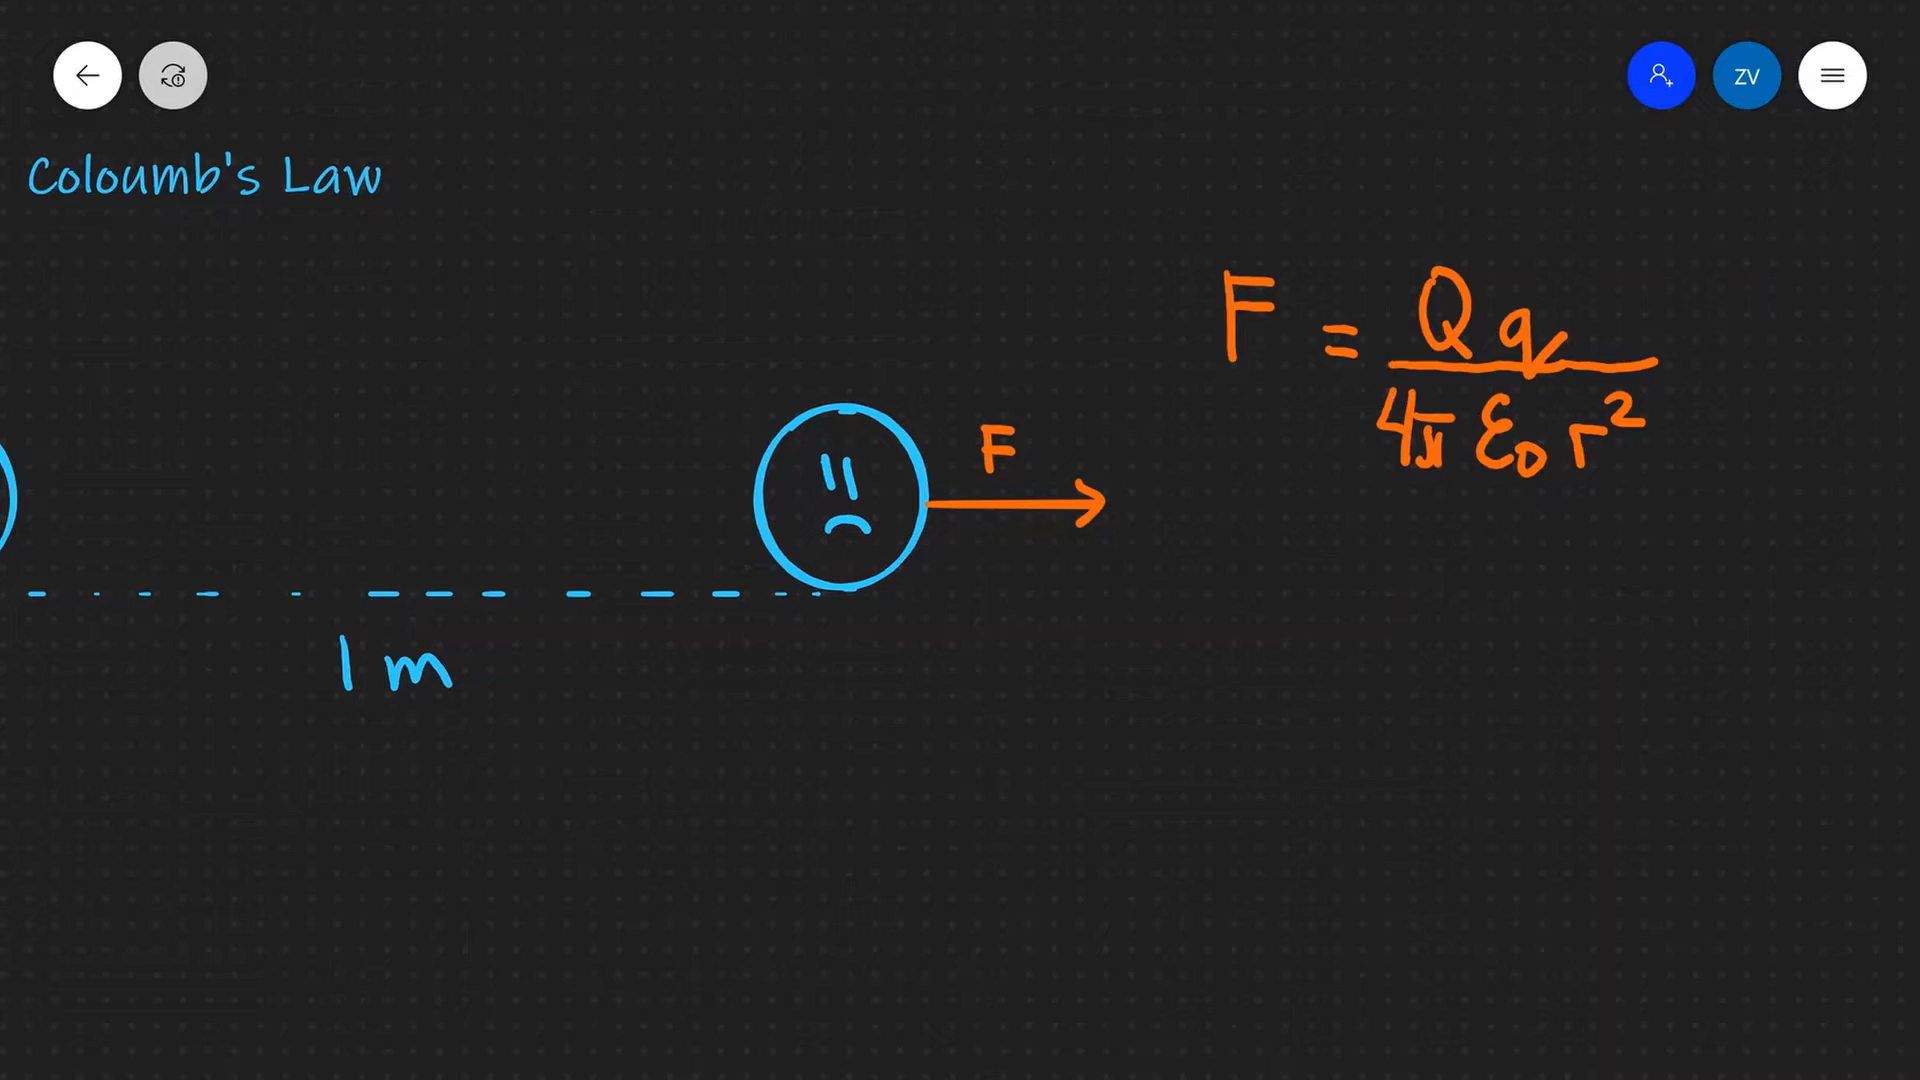 ZV
Coloumb's Law
F = Qq / 4π ε₀ r²
F
1 m